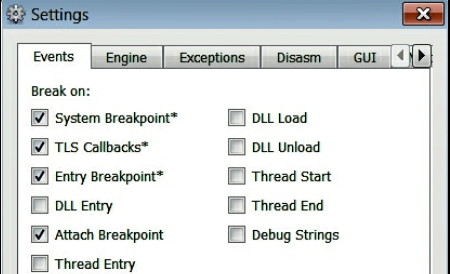 Settings
Events Engine Exceptions Disasm GUI
Break on:
System Breakpoint* DLL Load
TLS Callbacks* DLL Unload
Entry Breakpoint* Thread Start
DLL Entry Thread End
Attach Breakpoint Debug Strings
Thread Entry